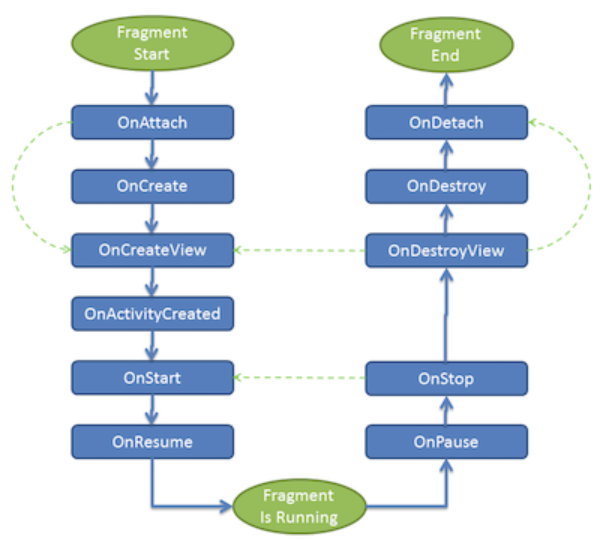 Fragment
Start
OnAttach
OnCreate
OnCreateView
OnActivityCreated
OnStart
OnResume
Fragment
Is Running
Fragment
End
OnDetach
OnDestroy
OnDestroyView
OnStop
OnPause